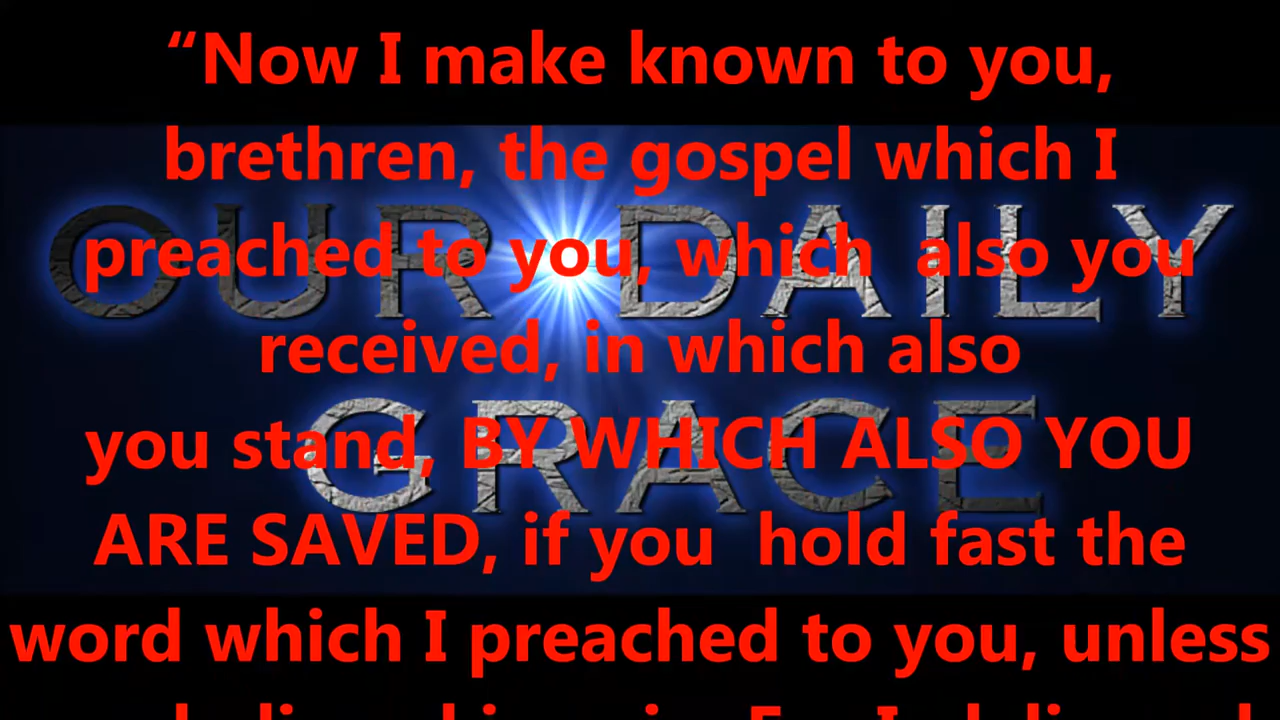 “Now I make known to you,
brethren, the gospel which I
preached to you, which also you
received, in which also
you stand, BY WHICH ALSO YOU
ARE SAVED, if you hold fast the
word which I preached to you, unless
OUR DAILY
GRACE